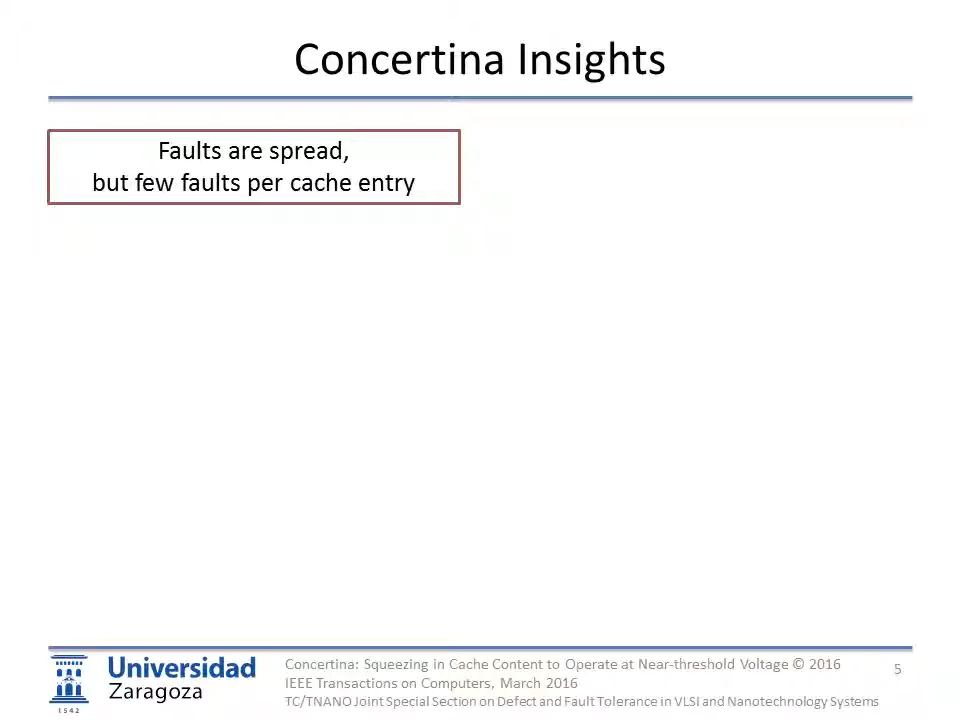 Concertina Insights
Faults are spread,
but few faults per cache entry
1542
Universidad
Zaragoza
Concertina: Squeezing in Cache Content to Operate at Near-threshold Voltage © 2016
IEEE Transactions on Computers, March 2016
TC/TNANO Joint Special Section on Defect and Fault Tolerance in VLSI and Nanotechnology Systems
5